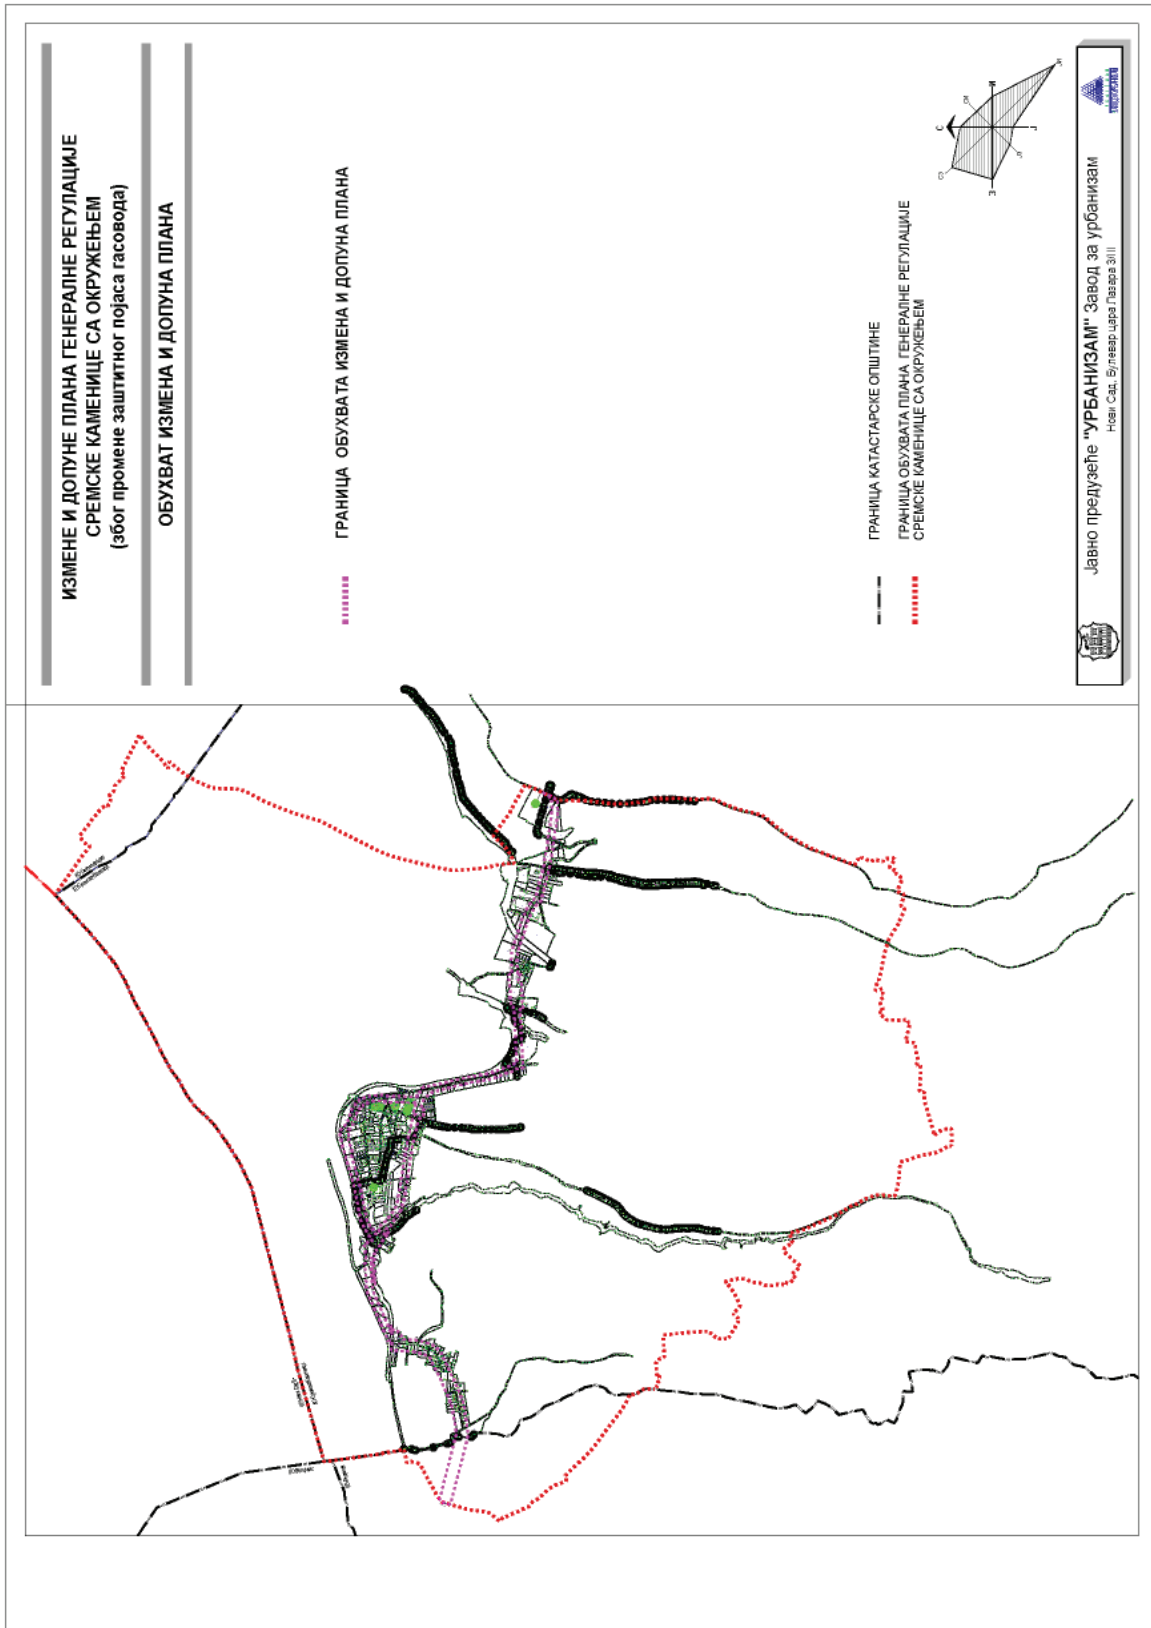 ИЗМЕНЕ И ДОПУНЕ ПЛАНА ГЕНЕРАЛНЕ РЕГУЛАЦИЈЕ
СРЕМСКЕ КАМЕНИЦЕ СА ОКРУЖЕЊЕМ
(због промене заштитног појаса гасовода)
ОБУХВАТ ИЗМЕНА И ДОПУНА ПЛАНА
ГРАНИЦА ОБУХВАТА ИЗМЕНА И ДОПУНА ПЛАНА
ГРАНИЦА КАТАСТАРСКЕ ОПШТИНЕ
ГРАНИЦА ОБУХВАТА ПЛАНА ГЕНЕРАЛНЕ РЕГУЛАЦИЈЕ
СРЕМСКЕ КАМЕНИЦЕ СА ОКРУЖЕЊЕМ
С
СЗ
З
Ј
И
Јавно предузеће "УРБАНИЗАМ" Завод за урбанизам
Нови Сад, Булевар цара Лазара 3/III